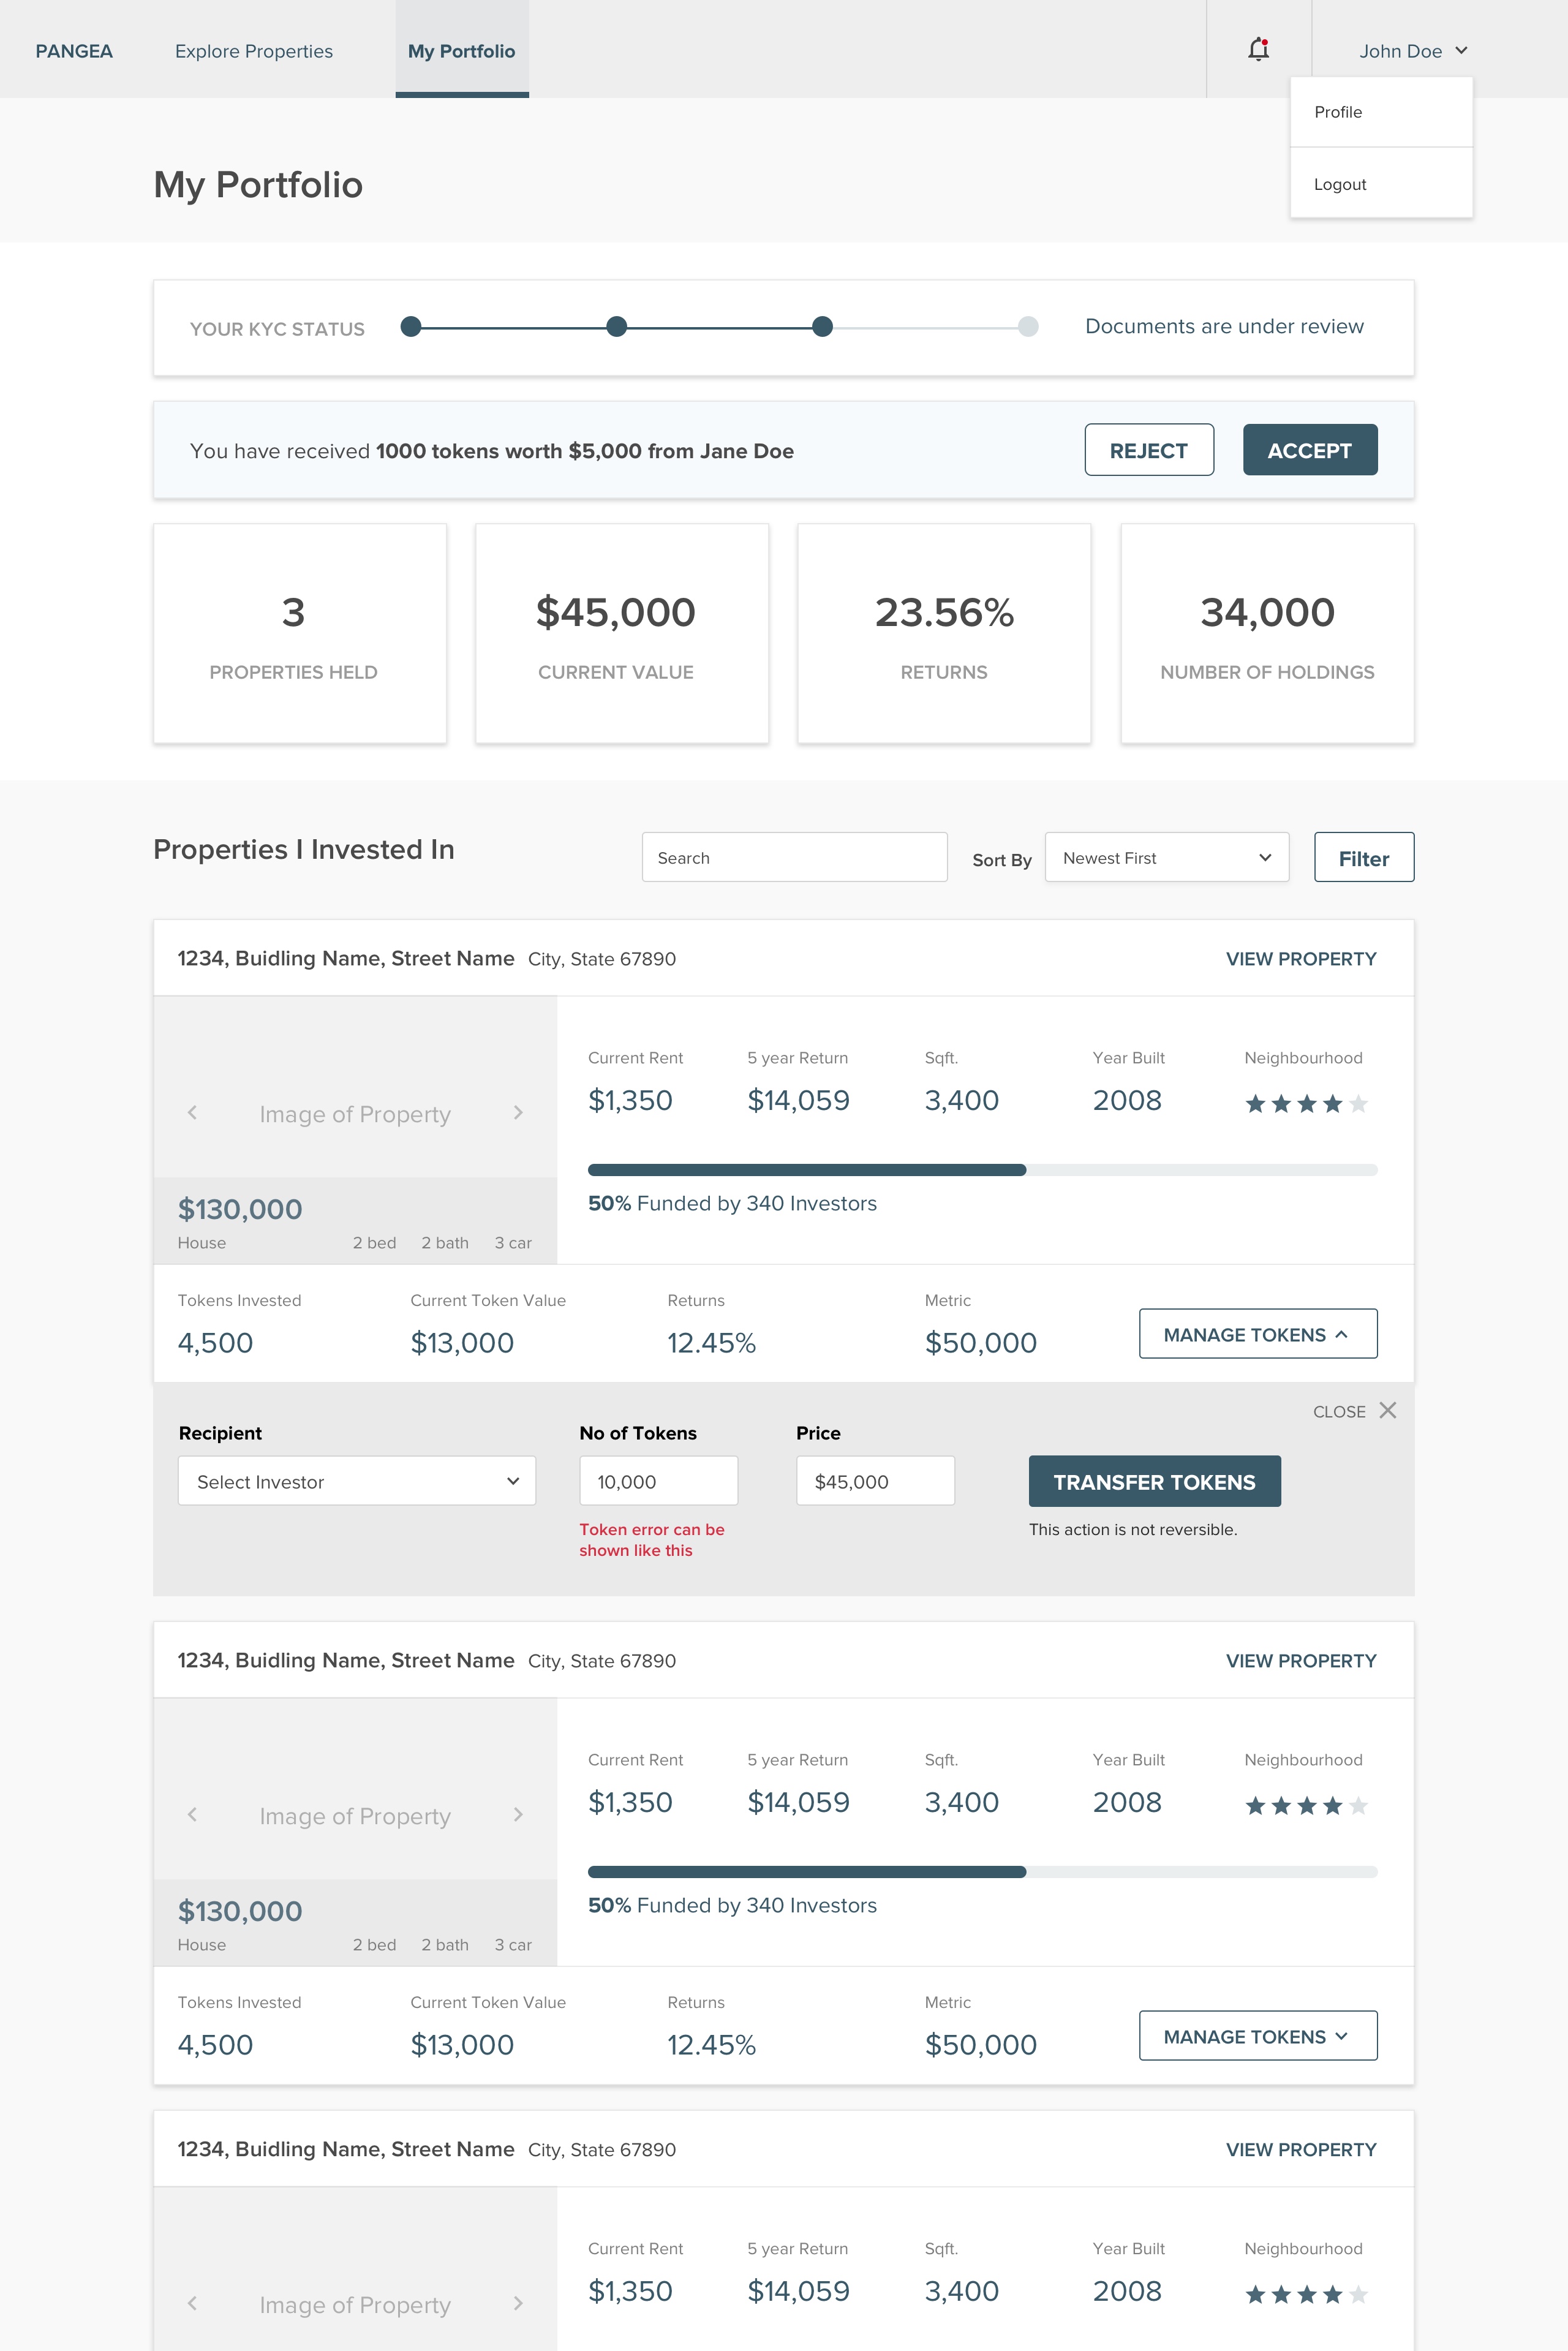 PANGEA Explore Properties My Portfolio John Doe
Profile
Logout
My Portfolio
YOUR KYC STATUS Documents are under review
You have received 1000 tokens worth $5,000 from Jane Doe REJECT ACCEPT
3 $45,000 23.56% 34,000
PROPERTIES HELD CURRENT VALUE RETURNS NUMBER OF HOLDINGS
Properties I Invested In Search Sort By Newest First Filter
1234, Buidling Name, Street Name City, State 67890 VIEW PROPERTY
Current Rent 5 year Return Sqft. Year Built Neighbourhood
$1,350 $14,059 3,400 2008
Image of Property
50% Funded by 340 Investors
$130,000
House 2 bed 2 bath 3 car
Tokens Invested Current Token Value Returns Metric
4,500 $13,000 12.45% $50,000 MANAGE TOKENS
CLOSE
Recipient No of Tokens Price
Select Investor 10,000 $45,000 TRANSFER TOKENS
Token error can be This action is not reversible.
shown like this
1234, Buidling Name, Street Name City, State 67890 VIEW PROPERTY
Current Rent 5 year Return Sqft. Year Built Neighbourhood
$1,350 $14,059 3,400 2008
Image of Property
50% Funded by 340 Investors
$130,000
House 2 bed 2 bath 3 car
Tokens Invested Current Token Value Returns Metric
4,500 $13,000 12.45% $50,000 MANAGE TOKENS
1234, Buidling Name, Street Name City, State 67890 VIEW PROPERTY
Current Rent 5 year Return Sqft. Year Built Neighbourhood
$1,350 $14,059 3,400 2008
Image of Property